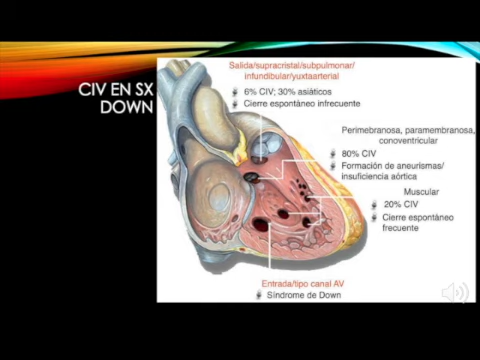 CIV EN SX
DOWN
Salida/supracristal/subpulmonar/
infundibular/yuxtaarterial
6% CIV; 30% asiáticos
Cierre espontáneo infrecuente
Perimebranosa, paramembranosa,
conoventricular
80% CIV
Formación de aneurismas/
insuficiencia aórtica
Muscular
20% CIV
Cierre espontáneo
frecuente
Entrada/tipo canal AV
Síndrome de Down